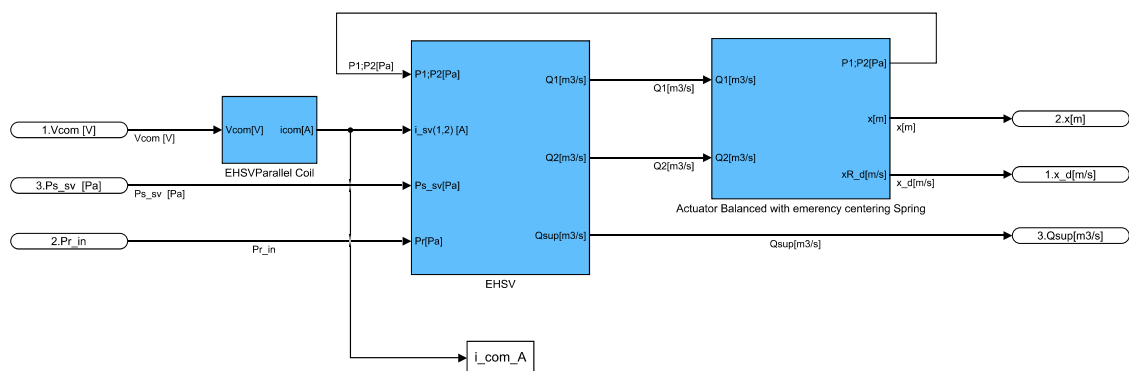 P1;P2[Pa]
P1;P2[Pa]
Q1[m3/s]
Q1[m3/s]
Q1[m3/s]
P1;P2[Pa]
1.Vcom [V]
Vcom [V]
Vcom[V]
icom[A]
EHSVParallel Coil
i_sv(1,2) [A]
x[m]
x[m]
2.x[m]
Q2[m3/s]
Q2[m3/s]
Q2[m3/s]
3.Ps_sv [Pa]
Ps_sv [Pa]
Ps_sv[Pa]
xR_d[m/s]
x_d[m/s]
1.x_d[m/s]
Actuator Balanced with emerency centering Spring
2.Pr_in
Pr_in
Pr[Pa]
Qsup[m3/s]
Qsup[m3/s]
3.Qsup[m3/s]
EHSV
i_com_A